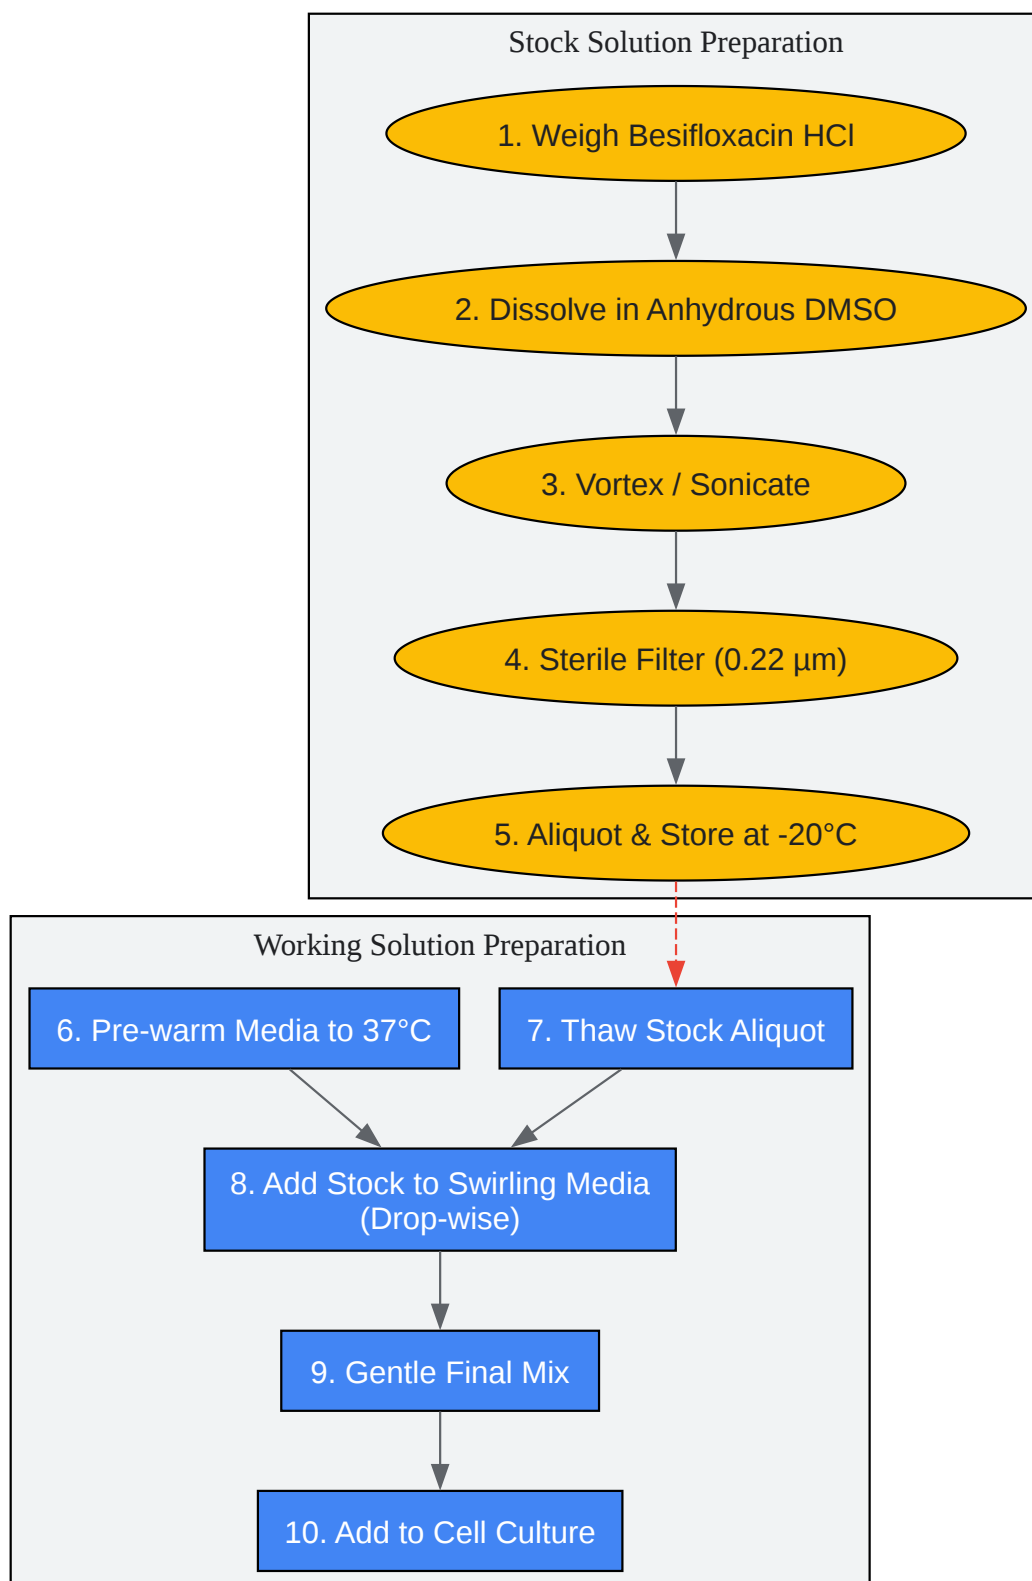 Stock Solution Preparation
1. Weigh Besifloxacin HCl
2. Dissolve in Anhydrous DMSO
3. Vortex / Sonicate
4. Sterile Filter (0.22 µm)
5. Aliquot & Store at -20°C
Working Solution Preparation
6. Pre-warm Media to 37°C
7. Thaw Stock Aliquot
8. Add Stock to Swirling Media
(Drop-wise)
9. Gentle Final Mix
10. Add to Cell Culture